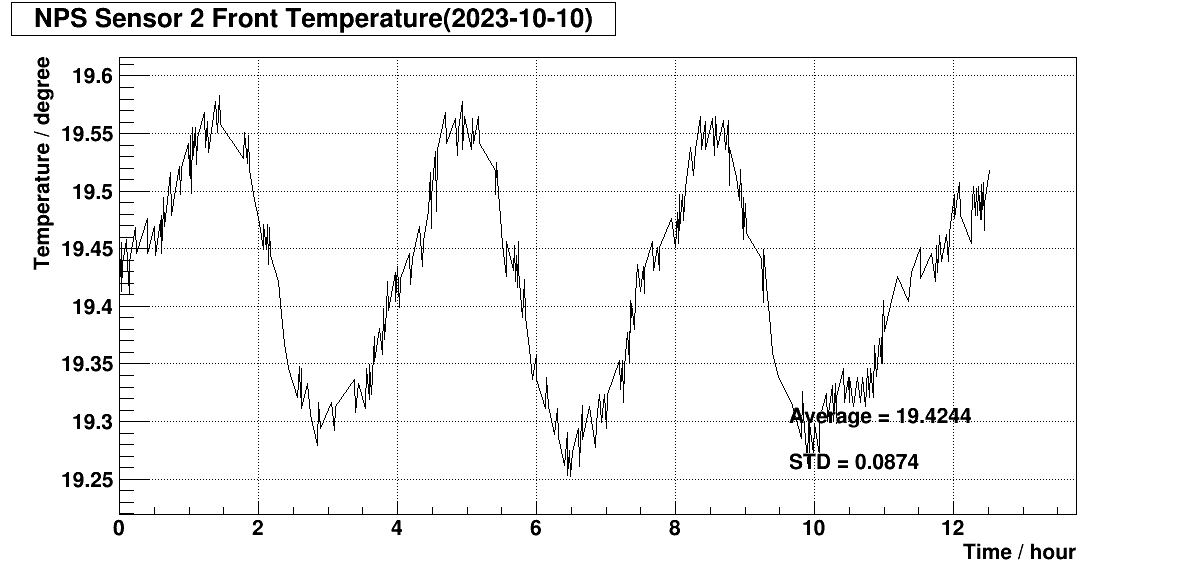 NPS Sensor 2 Front Temperature(2023-10-10)
Temperature / degree
19.6
19.55
19.5
19.45
19.4
19.35
19.3
19.25
Average = 19.4244
STD = 0.0874
0 2 4 6 8 10 12
Time / hour